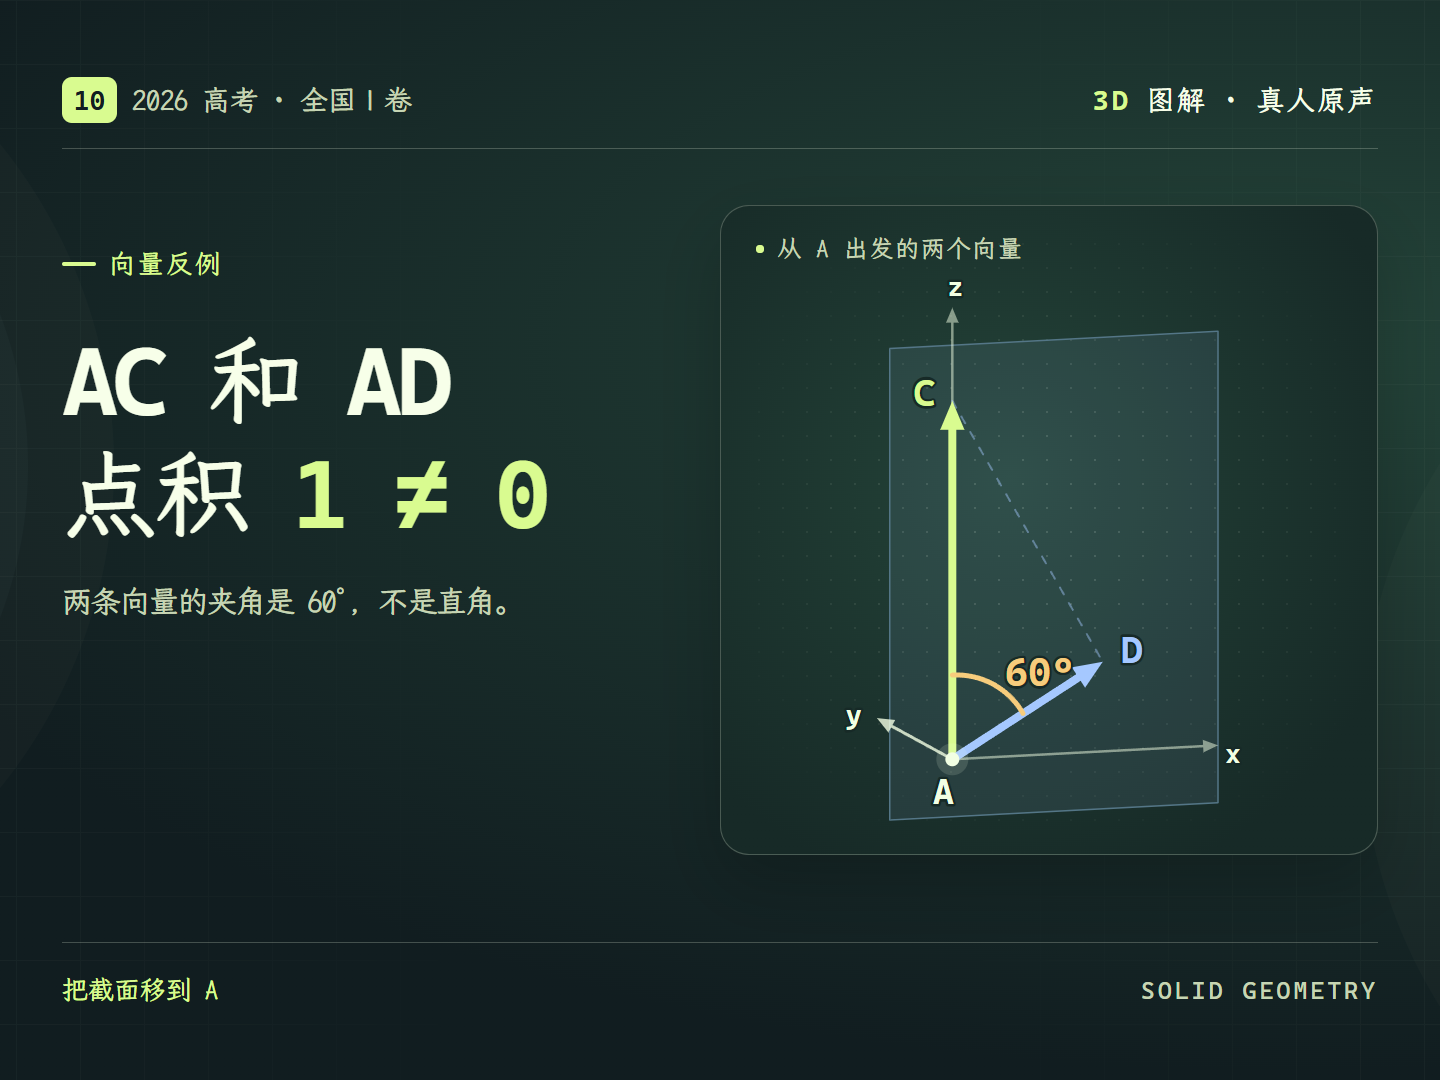 10 2026 高考 · 全国 I 卷
3D 图解 · 真人原声
向量反例
AC 和 AD
点积 1 ≠ 0
两条向量的夹角是 60°，不是直角。
从 A 出发的两个向量
z
C
D
60°
y
x
A
把截面移到 A
SOLID GEOMETRY